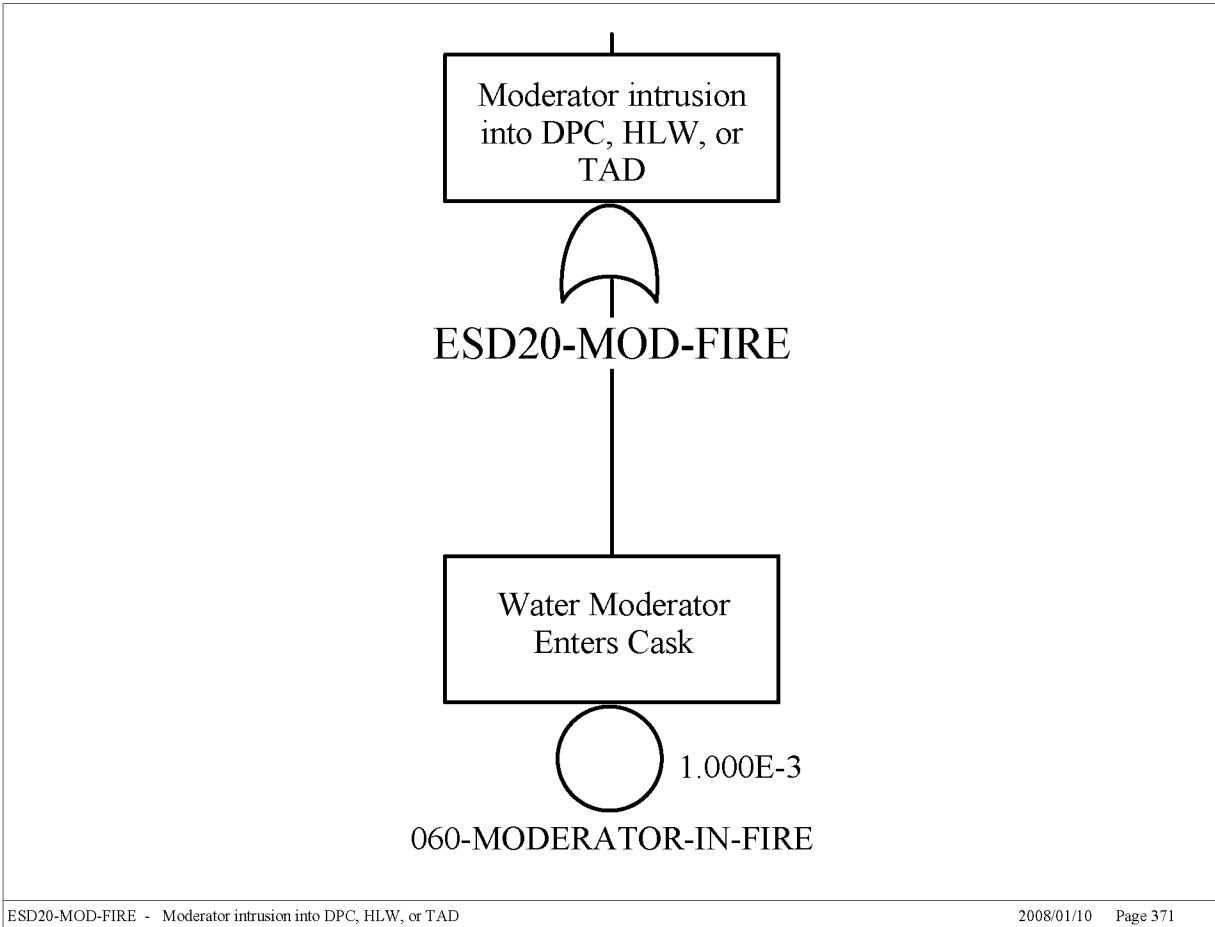 Moderator intrusion
into DPC, HLW, or
TAD
ESD20-MOD-FIRE
Water Moderator
Enters Cask
1.000E-3
060-MODERATOR-IN-FIRE
ESD20-MOD-FIRE - Moderator intrusion into DPC, HLW, or TAD 2008/01/10 Page 371